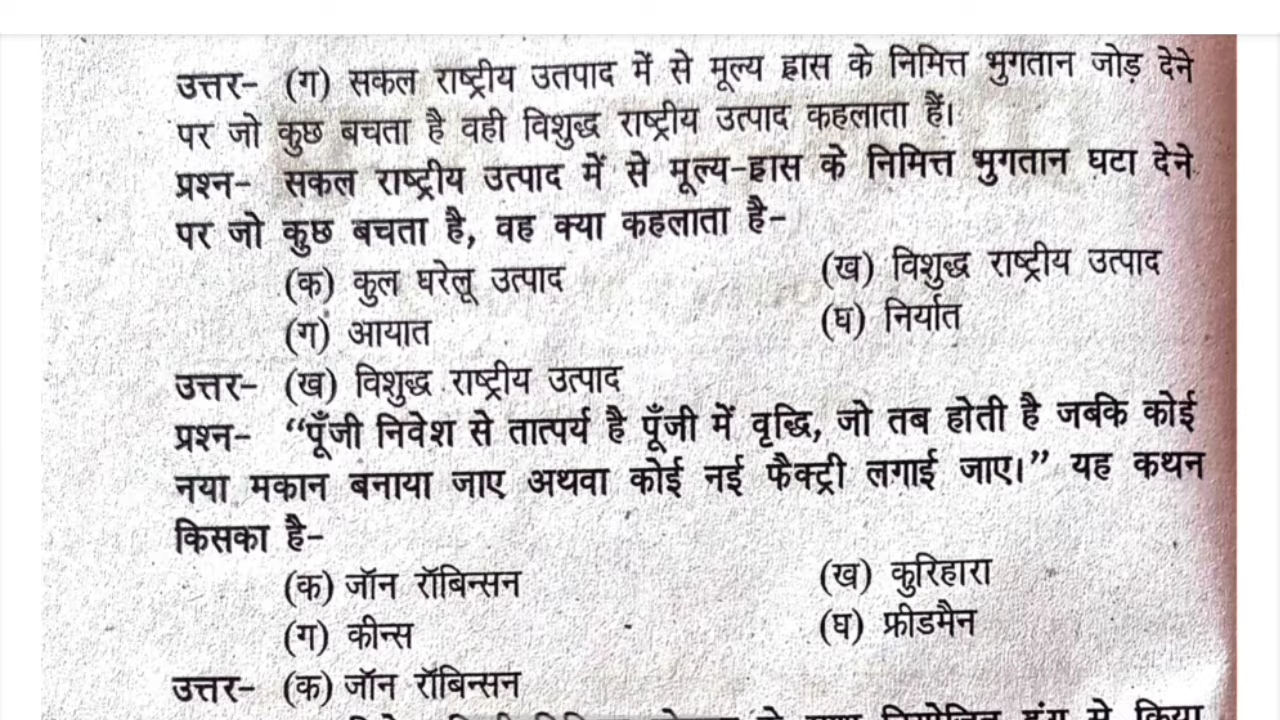 उत्तर- (ग) सकल राष्ट्रीय उतपाद में से मूल्य ह्रास के निमित्त भुगतान जोड़ देने
पर जो कुछ बचता है वही विशुद्ध राष्ट्रीय उत्पाद कहलाता हैं।
प्रश्न- सकल राष्ट्रीय उत्पाद में से मूल्य-ह्रास के निमित्त भुगतान घटा देने
पर जो कुछ बचता है, वह क्या कहलाता है-
(क) कुल घरेलू उत्पाद (ख) विशुद्ध राष्ट्रीय उत्पाद
(ग) आयात (घ) निर्यात
उत्तर- (ख) विशुद्ध राष्ट्रीय उत्पाद
प्रश्न- “पूँजी निवेश से तात्पर्य है पूँजी में वृद्धि, जो तब होती है जबकि कोई
नया मकान बनाया जाए अथवा कोई नई फैक्ट्री लगाई जाए।” यह कथन
किसका है-
(क) जॉन रॉबिन्सन (ख) कुरिहारा
(ग) कीन्स (घ) फ्रीडमैन
उत्तर- (क) जॉन रॉबिन्सन
से किया